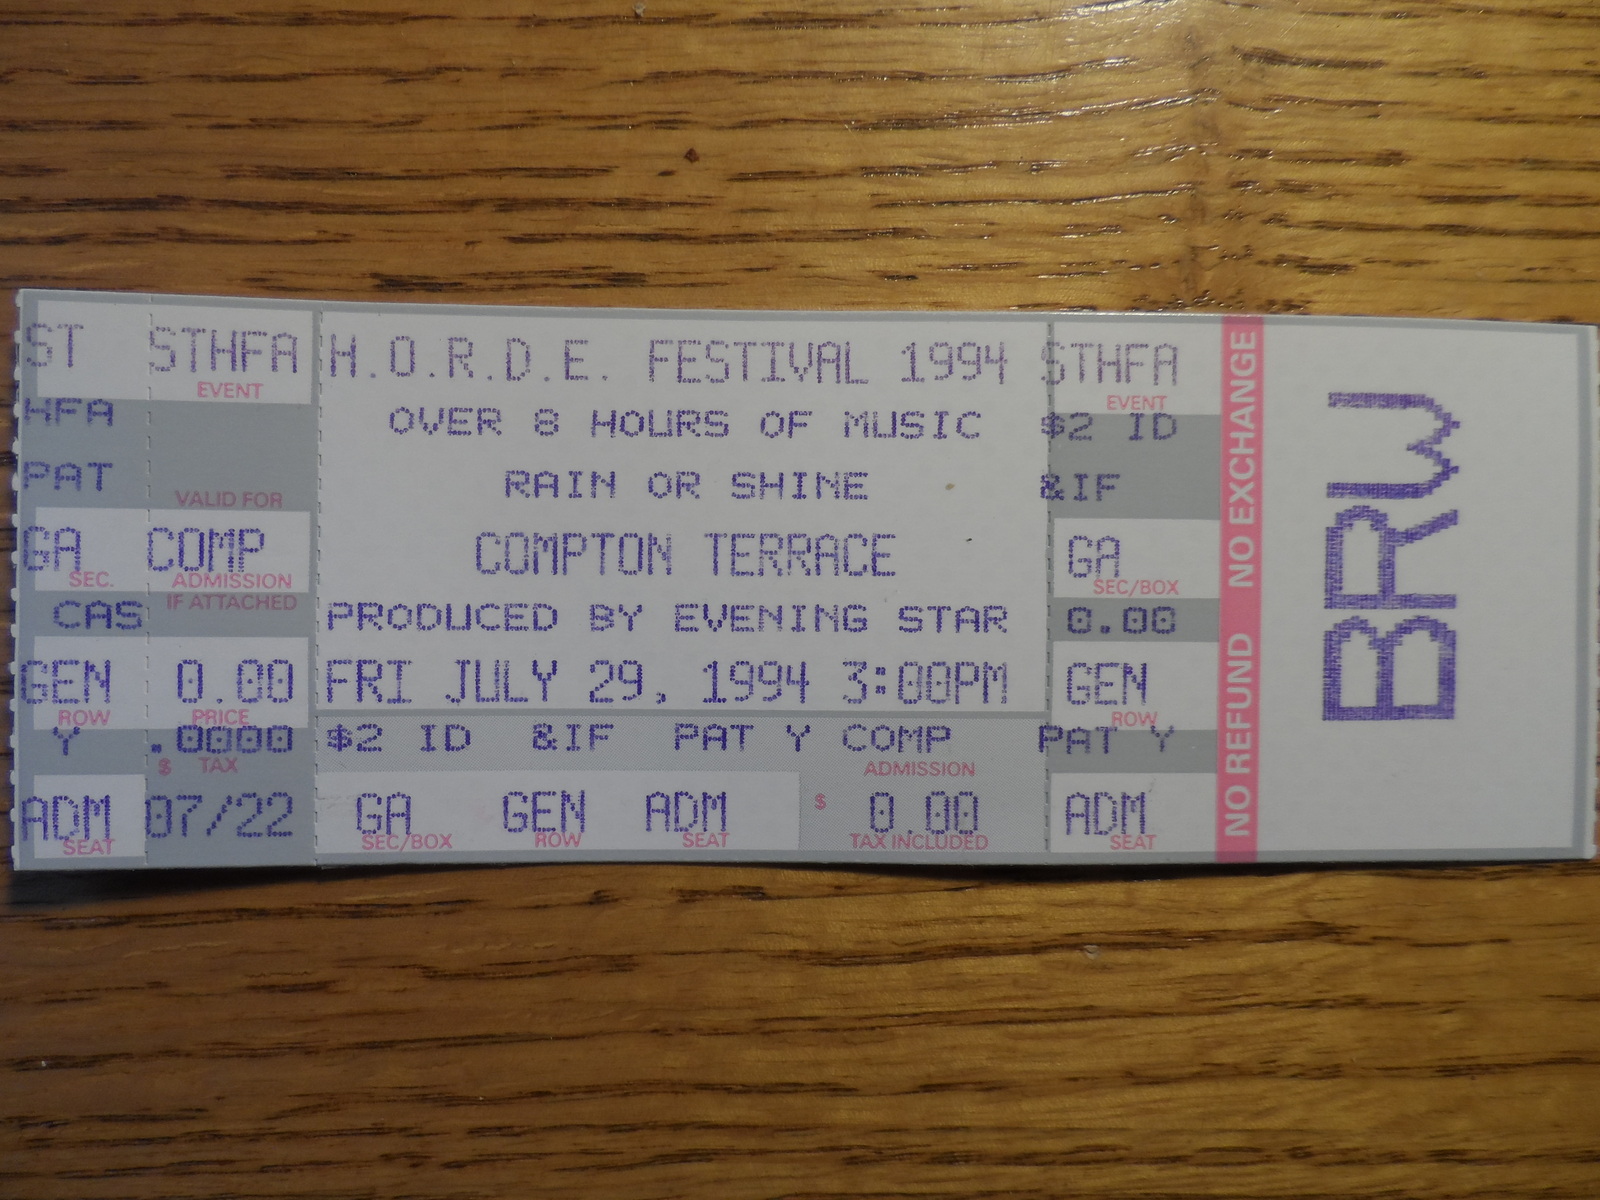 ST STHFA H.O.R.D.E. FESTIVAL 1994 STHFA
EVENT EVENT
HFA OVER 8 HOURS OF MUSIC $2 ID
PAT RAIN OR SHINE &IF
VALID FOR
GA COMP COMPTON TERRACE GA
SEC. ADMISSION SEC/BOX
IF ATTACHED
CAS PRODUCED BY EVENING STAR 0.00
GEN 0.00 FRI JULY 29, 1994 3:00PM GEN
ROW PRICE ROW
Y .0000 $2 ID &IF PAT Y COMP PAT Y
$ TAX ADMISSION
ADM 07/22 GA GEN ADM $ 0.00 ADM
SEAT SEC/BOX ROW SEAT TAX INCLUDED SEAT
NO REFUND NO EXCHANGE
BRW